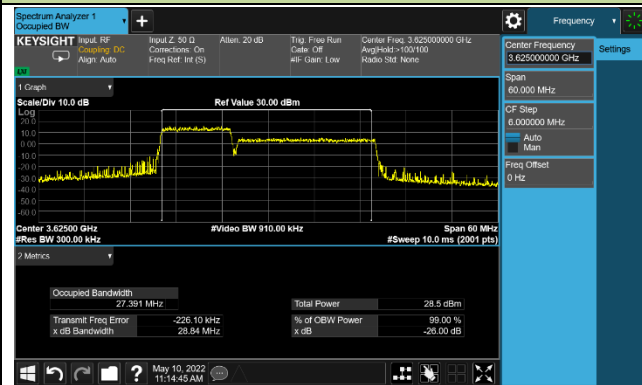 Spectrum Analyzer 1
Occupied BW
Frequency
KEYSIGHT
Input: RF
Coupling: DC
Align: Auto
Input Z: 50 Ω
Corrections: On
Freq Ref: Int (S)
Atten: 20 dB
Trig: Free Run
Gate: Off
#IF Gain: Low
Center Freq: 3.625000000 GHz
Avg|Hold:>100/100
Radio Std: None
LM
Center Frequency
3.625000000 GHz
Settings
Span
60.000 MHz
CF Step
6.000000 MHz
Auto
Man
Freq Offset
0 Hz
1 Graph
Scale/Div 10.0 dB
Ref Value 30.00 dBm
Log
20.0
10.0
0.00
-10.0
-20.0
-30.0
-40.0
-50.0
-60.0
Center 3.62500 GHz
#Video BW 910.00 kHz
Span 60 MHz
#Res BW 300.00 kHz
#Sweep 10.0 ms (2001 pts)
2 Metrics
Occupied Bandwidth
27.391 MHz
Total Power 28.5 dBm
Transmit Freq Error -226.10 kHz
% of OBW Power 99.00 %
x dB Bandwidth 28.84 MHz
x dB -26.00 dB
?
May 10, 2022
11:14:45 AM